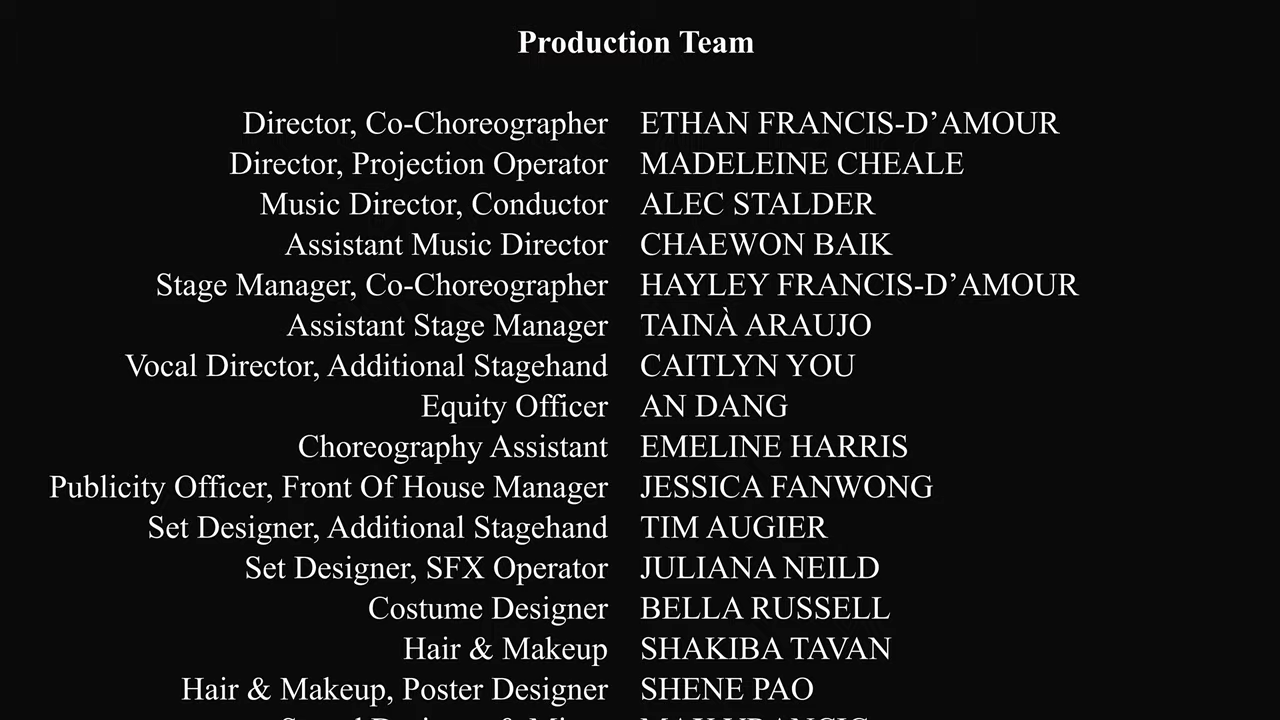 Production Team
Director, Co-Choreographer ETHAN FRANCIS-D’AMOUR
Director, Projection Operator MADELEINE CHEALE
Music Director, Conductor ALEC STALDER
Assistant Music Director CHAEWON BAIK
Stage Manager, Co-Choreographer HAYLEY FRANCIS-D’AMOUR
Assistant Stage Manager TAINÀ ARAUJO
Vocal Director, Additional Stagehand CAITLYN YOU
Equity Officer AN DANG
Choreography Assistant EMELINE HARRIS
Publicity Officer, Front Of House Manager JESSICA FANWONG
Set Designer, Additional Stagehand TIM AUGIER
Set Designer, SFX Operator JULIANA NEILD
Costume Designer BELLA RUSSELL
Hair & Makeup SHAKIBA TAVAN
Hair & Makeup, Poster Designer SHENE PAO